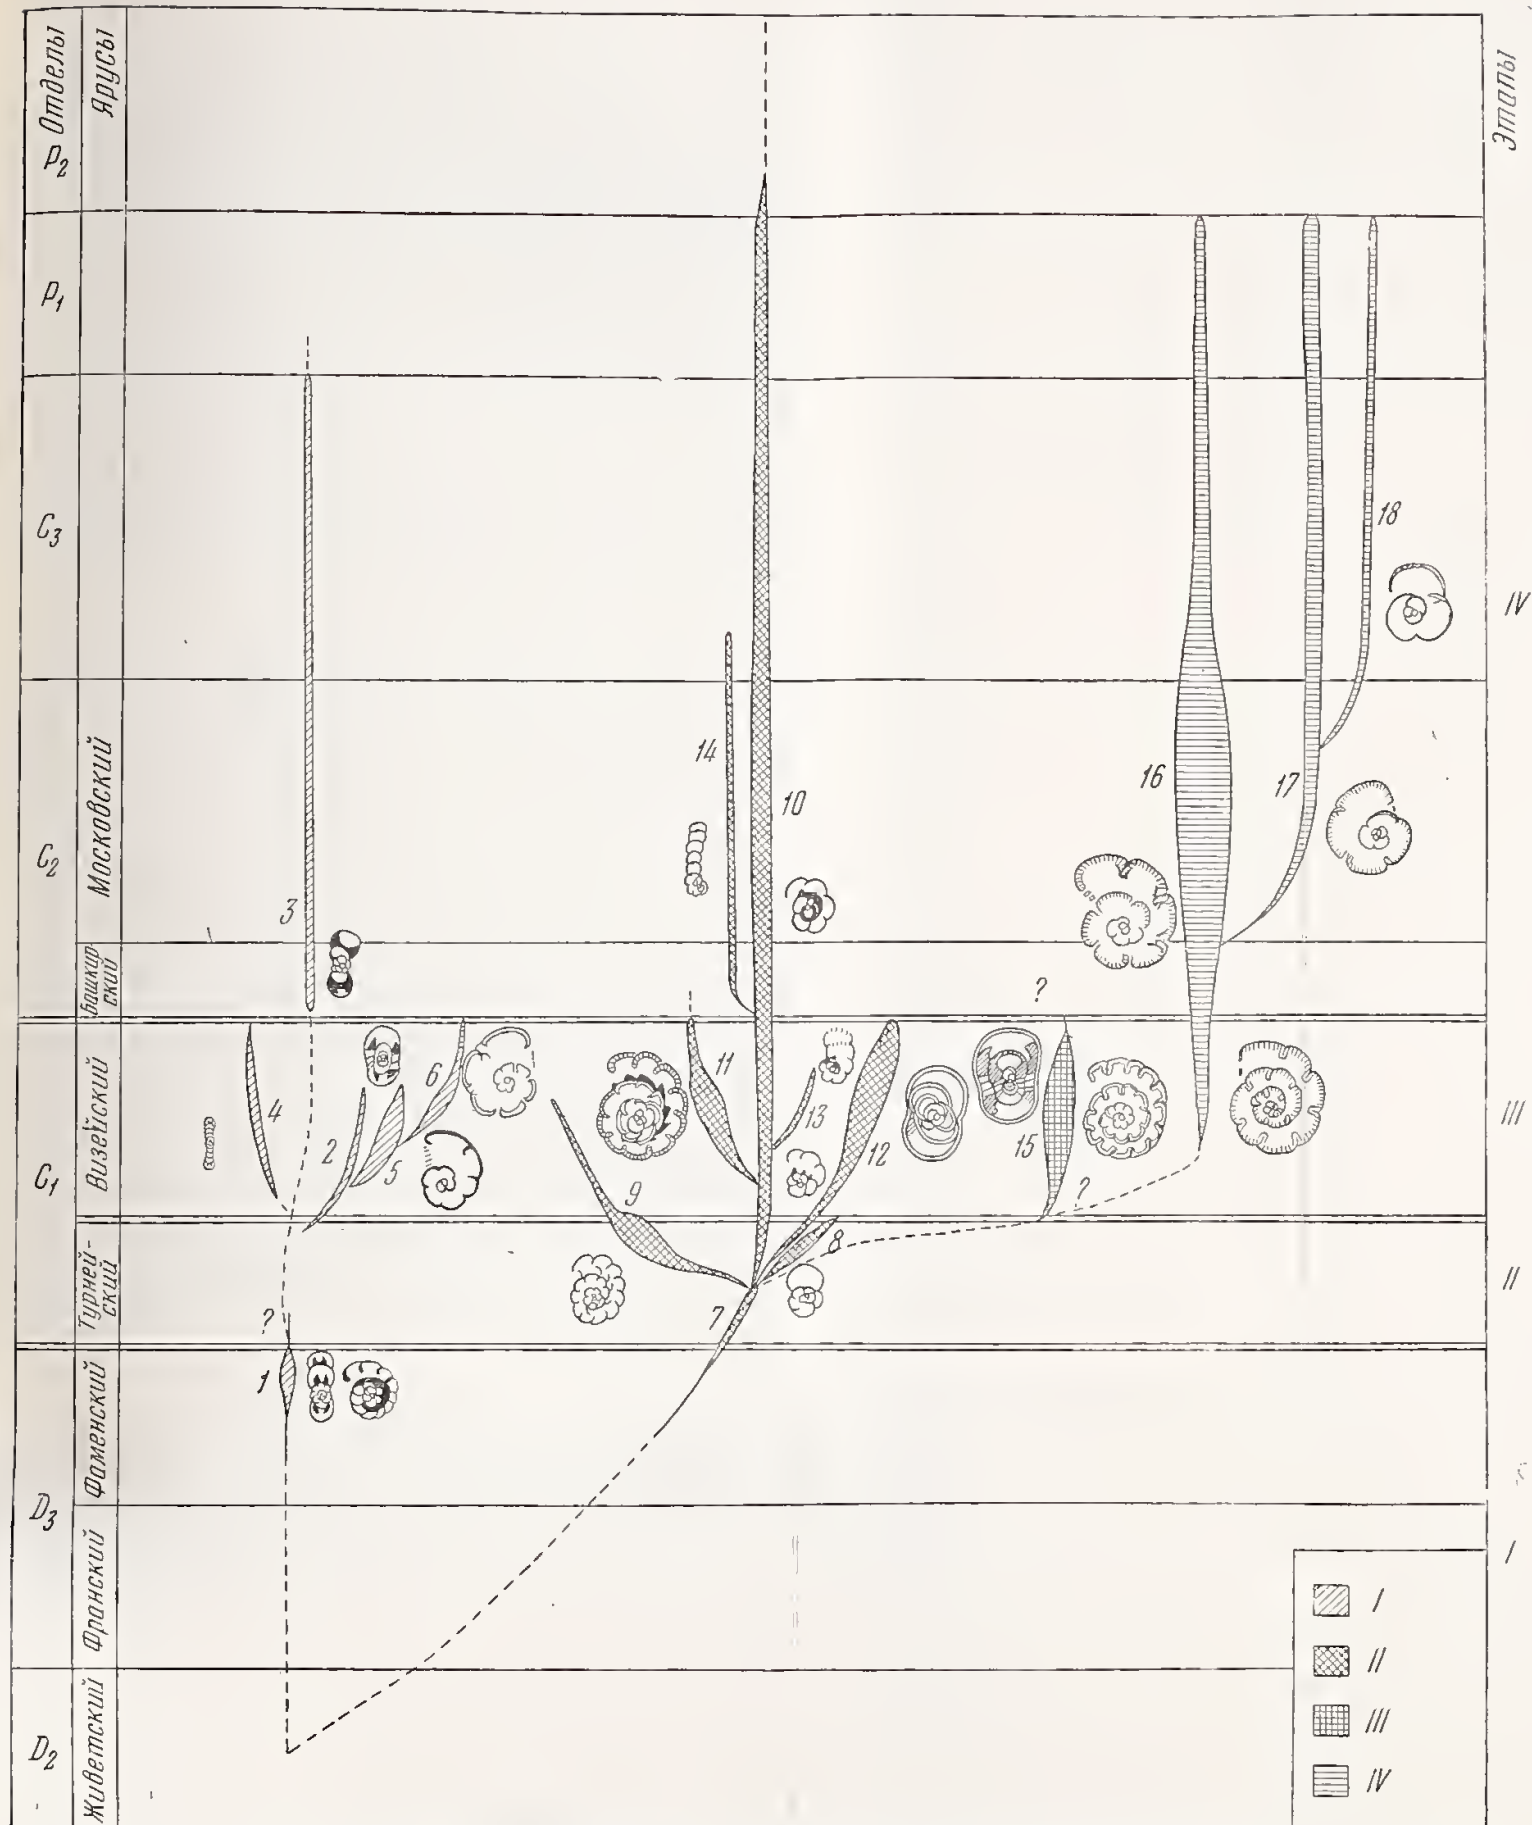 Отделы
Ярусы
Этапы
P₂
P₁
C₃
18
IV
14
10
16
17
C₂
Московский
3
Башкир-
ский
?
C₁
Визейский
4
2
5
6
11
13
12
9
15
?
III
Турней-
ский
8
7
II
?
1
D₃
Фаменский
Франский
I
D₂
Живетский
I
II
III
IV